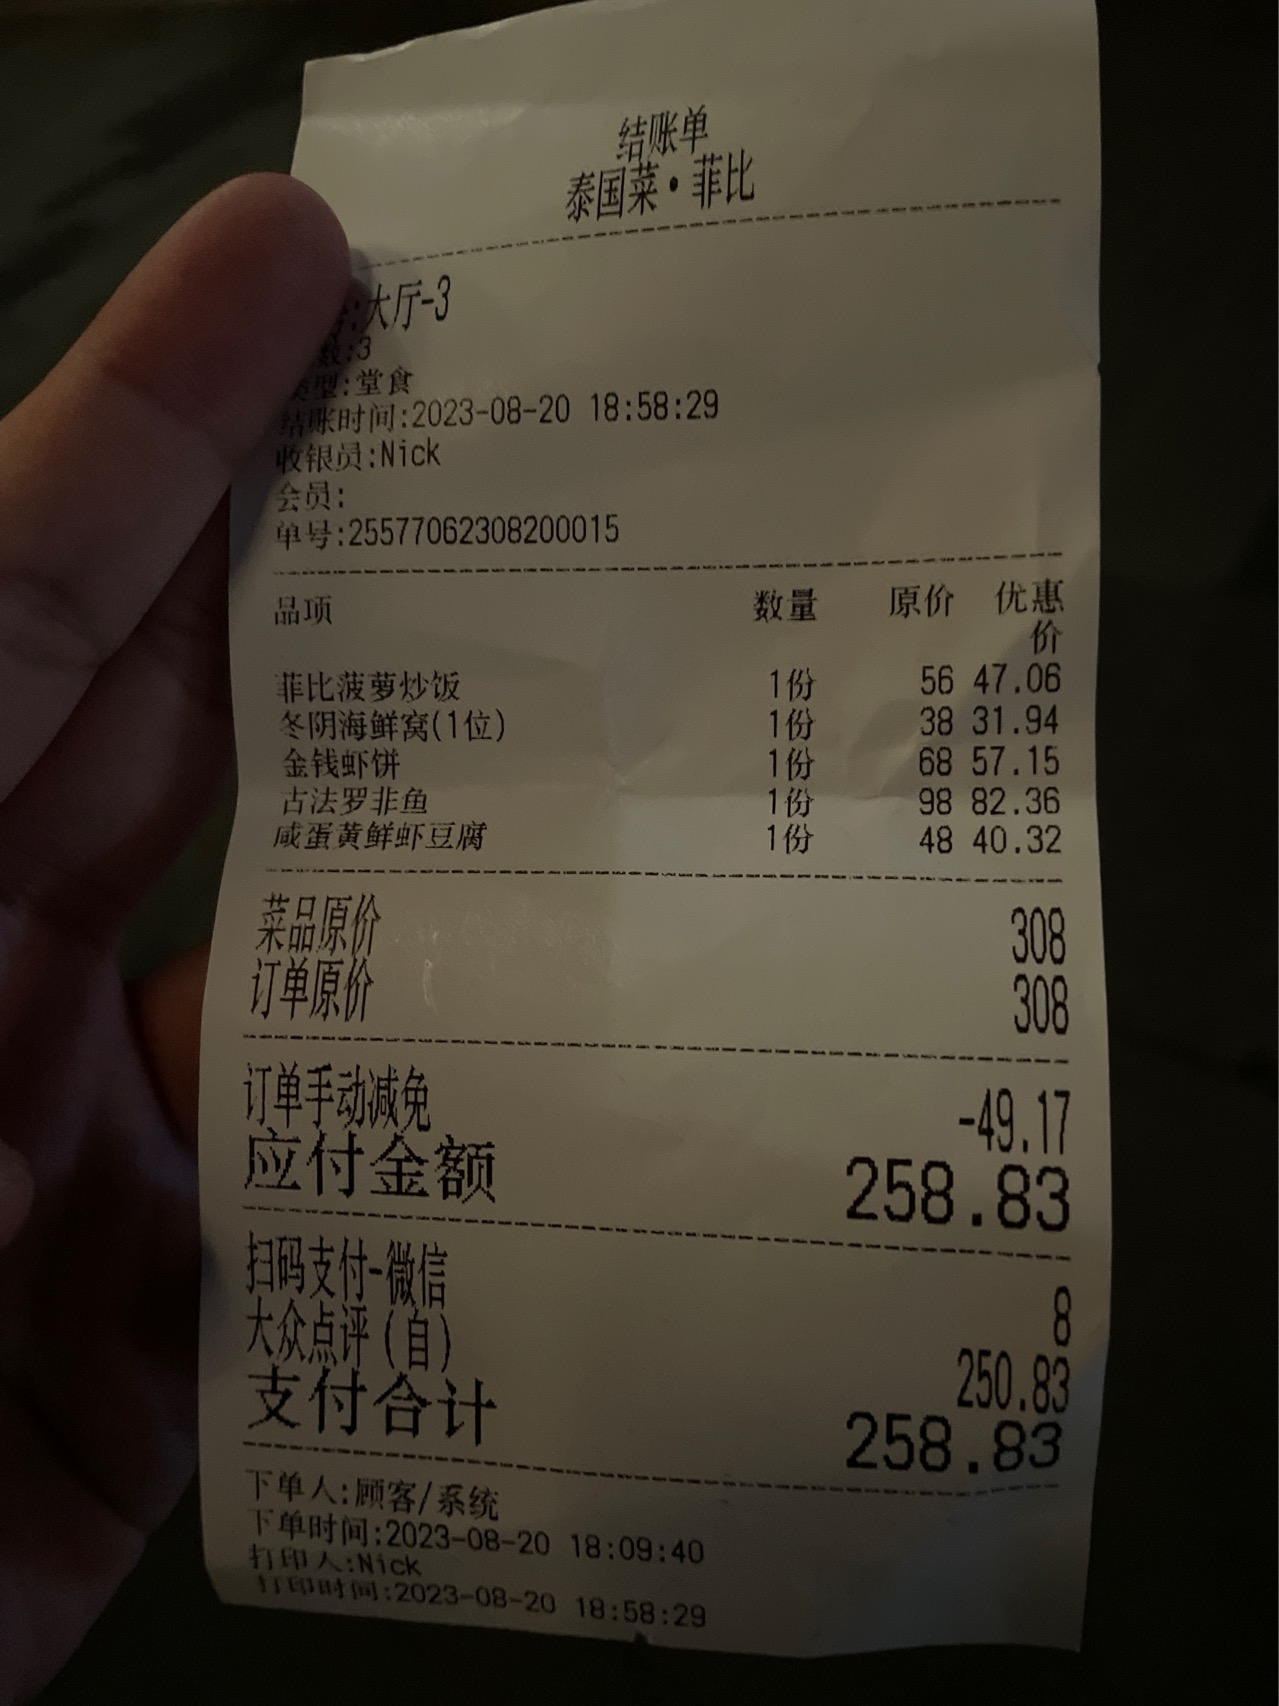 结账单
泰国菜·菲比
:大厅-3
数:3
类型:堂食
结账时间:2023-08-20 18:58:29
收银员:Nick
会员:
单号:25577062308200015
品项 数量 原价 优惠价
菲比菠萝炒饭 1份 56 47.06
冬阴海鲜窝(1位) 1份 38 31.94
金钱虾饼 1份 68 57.15
古法罗非鱼 1份 98 82.36
咸蛋黄鲜虾豆腐 1份 48 40.32
菜品原价 308
订单原价 308
订单手动减免 -49.17
应付金额 258.83
扫码支付-微信 8
大众点评(自) 250.83
支付合计 258.83
下单人:顾客/系统
下单时间:2023-08-20 18:09:40
打印人:Nick
打印时间:2023-08-20 18:58:29